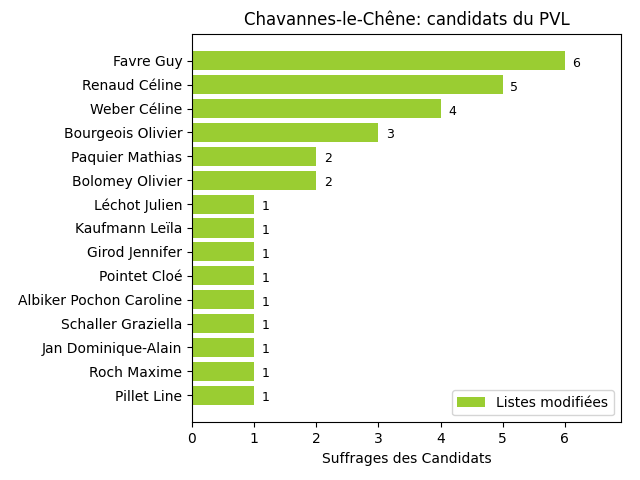 Chavannes-le-Chêne: candidats du PVL
Favre Guy 6
Renaud Céline 5
Weber Céline 4
Bourgeois Olivier 3
Paquier Mathias 2
Bolomey Olivier 2
Léchot Julien 1
Kaufmann Leïla 1
Girod Jennifer 1
Pointet Cloé 1
Albiker Pochon Caroline 1
Schaller Graziella 1
Jan Dominique-Alain 1
Roch Maxime 1
Pillet Line 1
Listes modifiées
0 1 2 3 4 5 6
Suffrages des Candidats